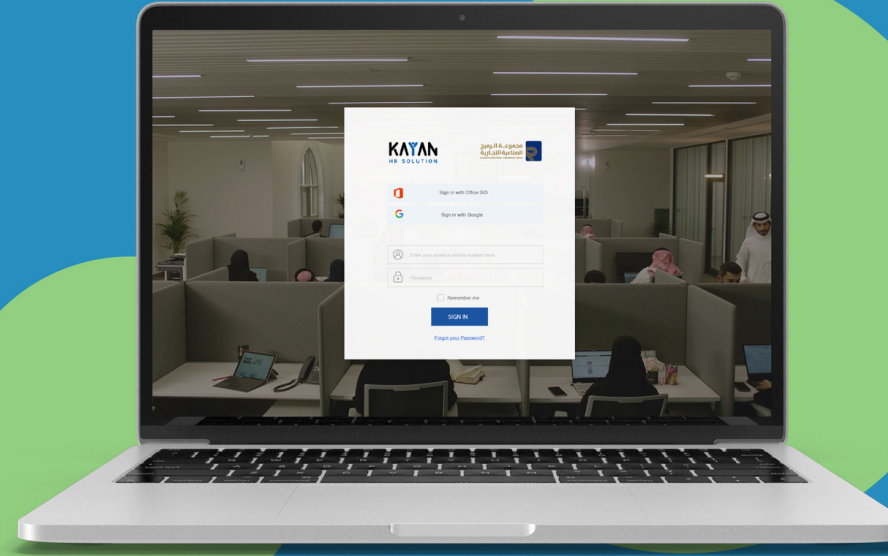 KAYAN
HR SOLUTION
مجموعة الرميح
الصناعية التجارية
Sign in with Office 365
Sign in with Google
Enter your email or mobile number here
Password
Remember me
SIGN IN
Forgot your Password?